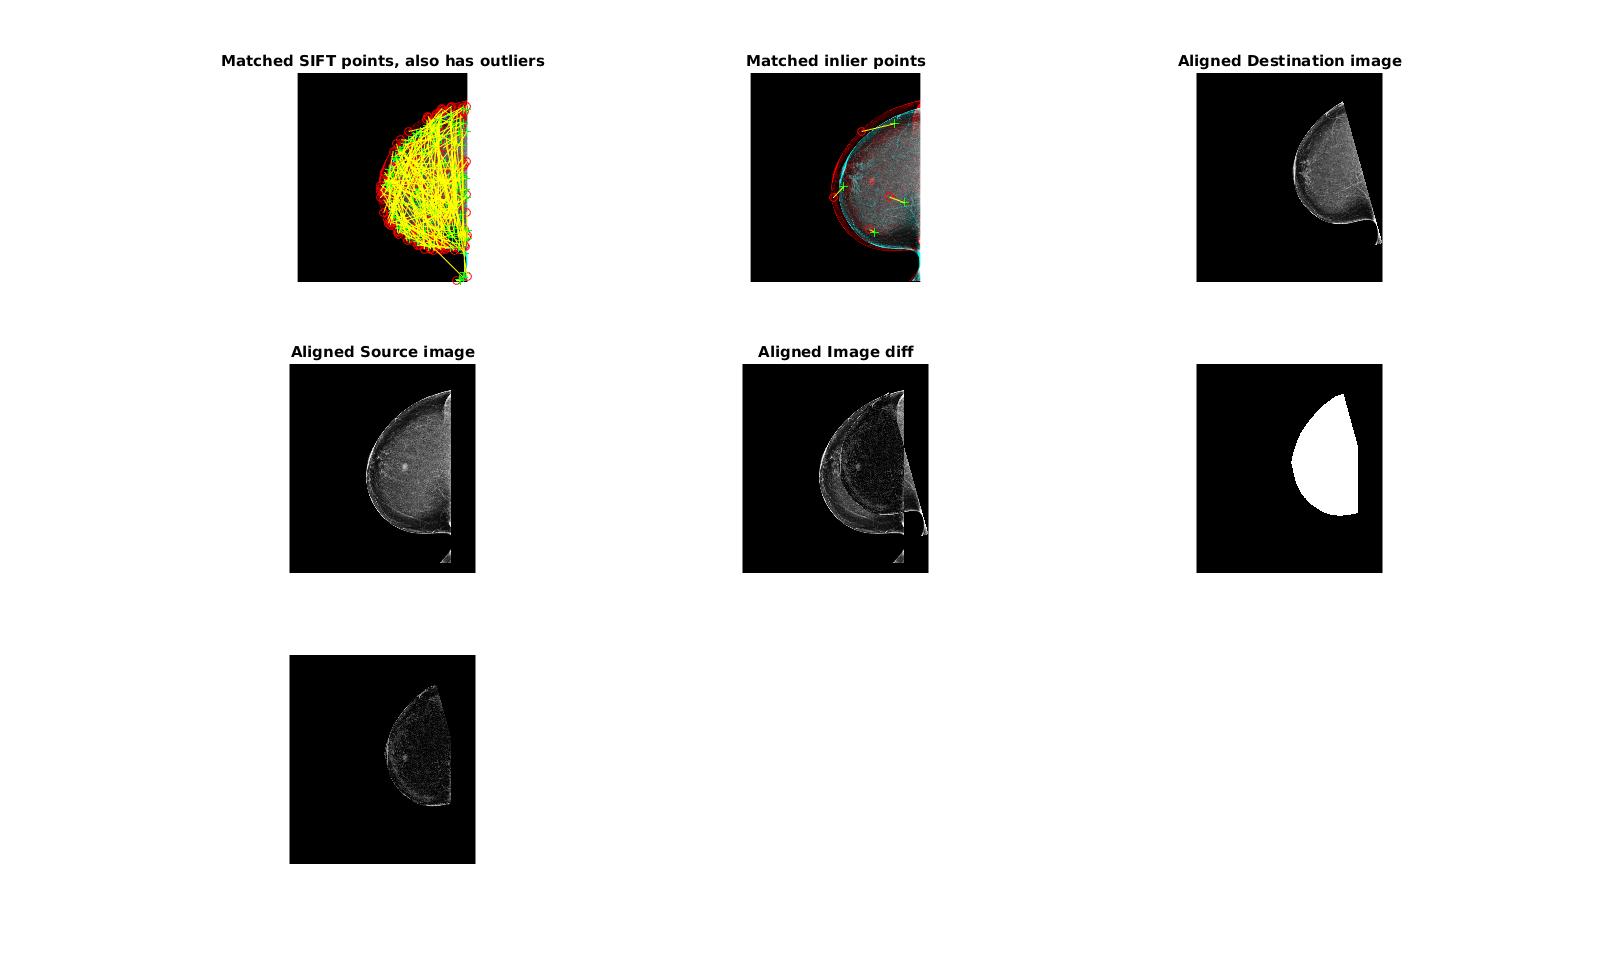 Matched SIFT points, also has outliers
Matched inlier points
Aligned Destination image
Aligned Source image
Aligned Image diff